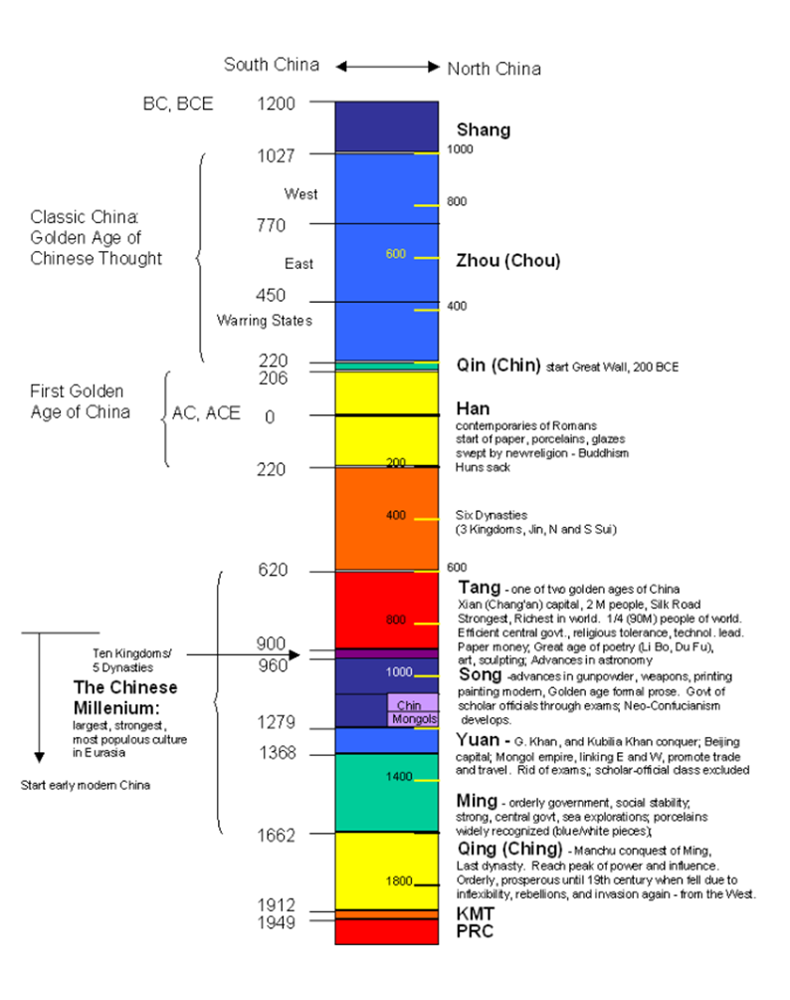 South China
North China
BC, BCE
1200
Shang
1000
1027
West
800
Classic China:
Golden Age of
Chinese Thought
770
600
East
Zhou (Chou)
450
400
Warring States
220
Qin (Chin) start Great Wall, 200 BCE
206
First Golden
Age of China
AC, ACE
0
Han
contemporaries of Romans
start of paper, porcelains, glazes
swept by newreligion - Buddhism
Huns sack
200
220
400
Six Dynasties
(3 Kingdoms, Jin, N and S Sui)
600
620
Tang - one of two golden ages of China
Xian (Chang'an) capital, 2 M people, Silk Road
Strongest, Richest in world. 1/4 (90M) people of world.
Efficient central govt., religious tolerance, technol. lead.
Paper money; Great age of poetry (Li Bo, Du Fu),
art, sculpting; Advances in astronomy
800
900
Ten Kingdoms/
5 Dynasties
960
The Chinese
Millenium:
largest, strongest,
most populous culture
in Eurasia
Start early modern China
1000
Song -advances in gunpowder, weapons, printing
painting modern, Golden age formal prose. Govt of
scholar officials through exams; Neo-Confucianism
develops.
Chin
Mongols
1279
Yuan - G. Khan, and Kubilia Khan conquer; Beijing
capital; Mongol empire, linking E and W, promote trade
and travel. Rid of exams,; scholar-official class excluded
1368
1400
Ming - orderly government, social stability;
strong, central govt, sea explorations; porcelains
widely recognized (blue/white pieces);
1662
Qing (Ching) - Manchu conquest of Ming,
Last dynasty. Reach peak of power and influence.
Orderly, prosperous until 19th century when fell due to
inflexibility, rebellions, and invasion again - from the West.
1800
1912
KMT
1949
PRC